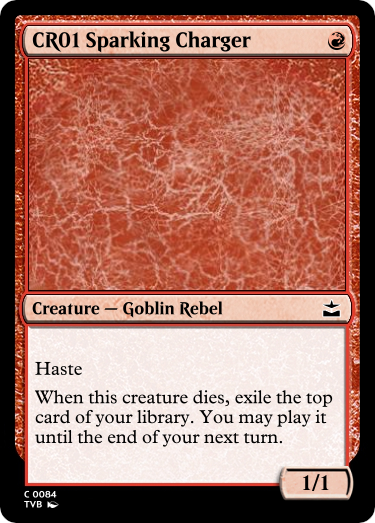 CR01 Sparking Charger
Creature — Goblin Rebel
Haste
When this creature dies, exile the top
card of your library. You may play it
until the end of your next turn.
1/1
C 0084
TVB